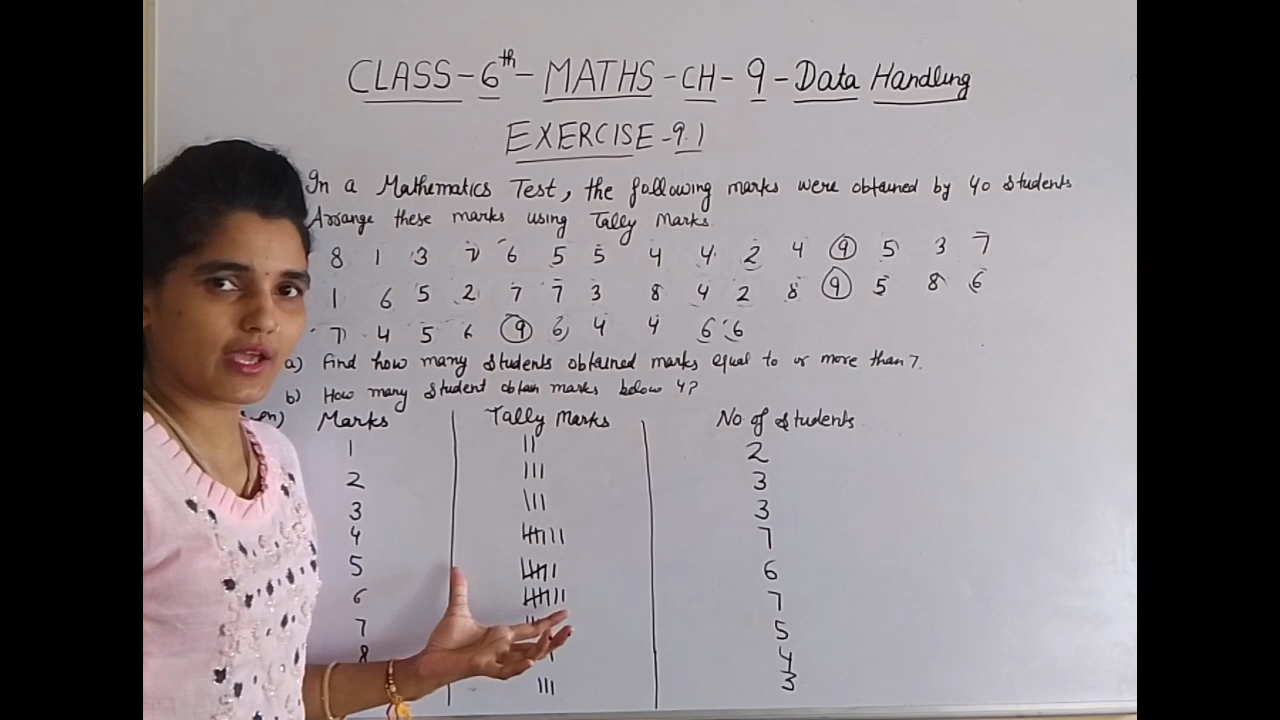 CLASS-6th-MATHS-CH-9-Data Handling
EXERCISE-9.1
In a Mathematics Test, the following marks were obtained by 40 students
Arrange these marks using Tally Marks
8 1 3 7 6 5 5 4 4 2 4 9 5 3 7
1 6 5 2 7 7 3 8 4 2 8 9 5 8 6
7 4 5 6 9 6 4 4 6 6
a) Find how many students obtained marks equal to or more than 7.
b) How many student obtain marks below 4?
Marks Tally Marks No of Students
1 || 2
2 ||| 3
3 ||| 3
4 7
5 6
6 7
7 5
8 4
||| 3